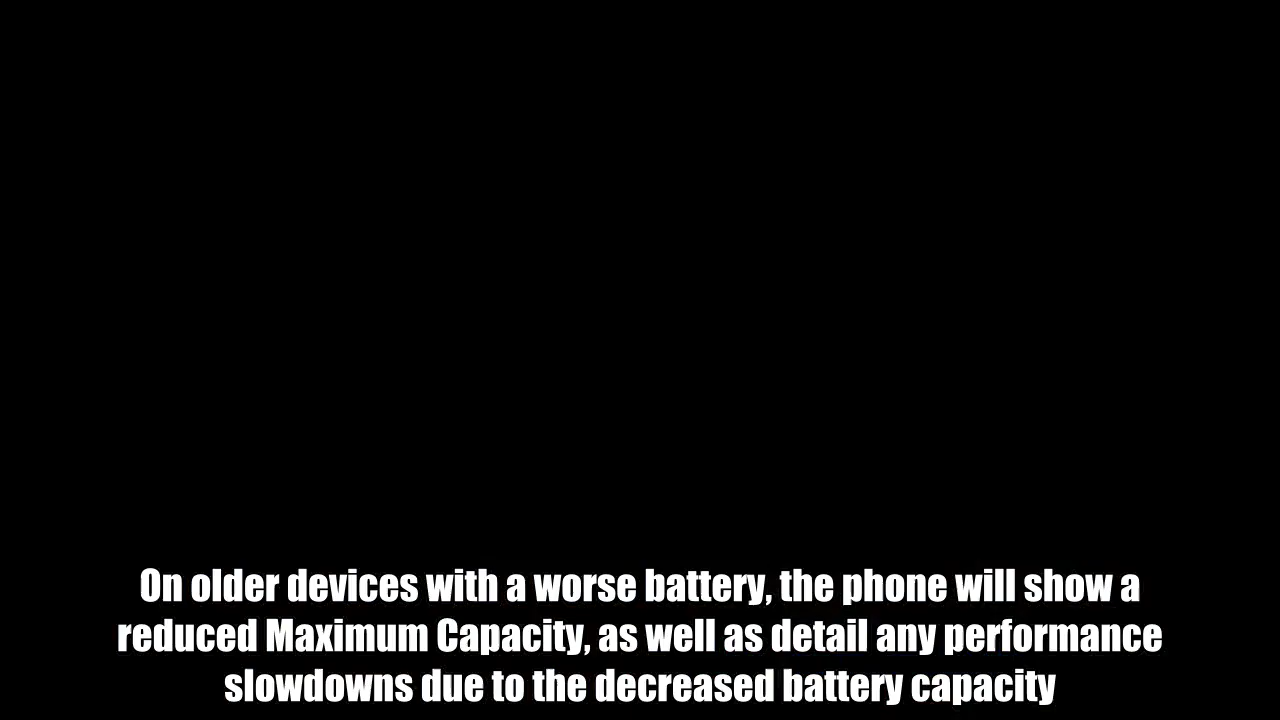 On older devices with a worse battery, the phone will show a
reduced Maximum Capacity, as well as detail any performance
slowdowns due to the decreased battery capacity